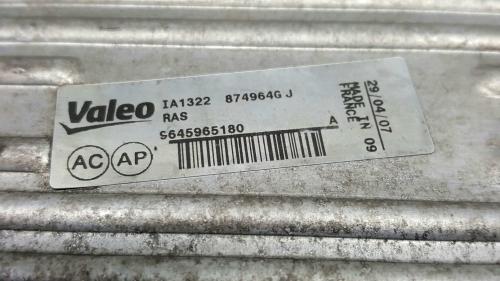 Valeo
IA1322 874964G J
RAS
9645965180 A
AC AP
29/04/07
MADE IN 09
FRANCE